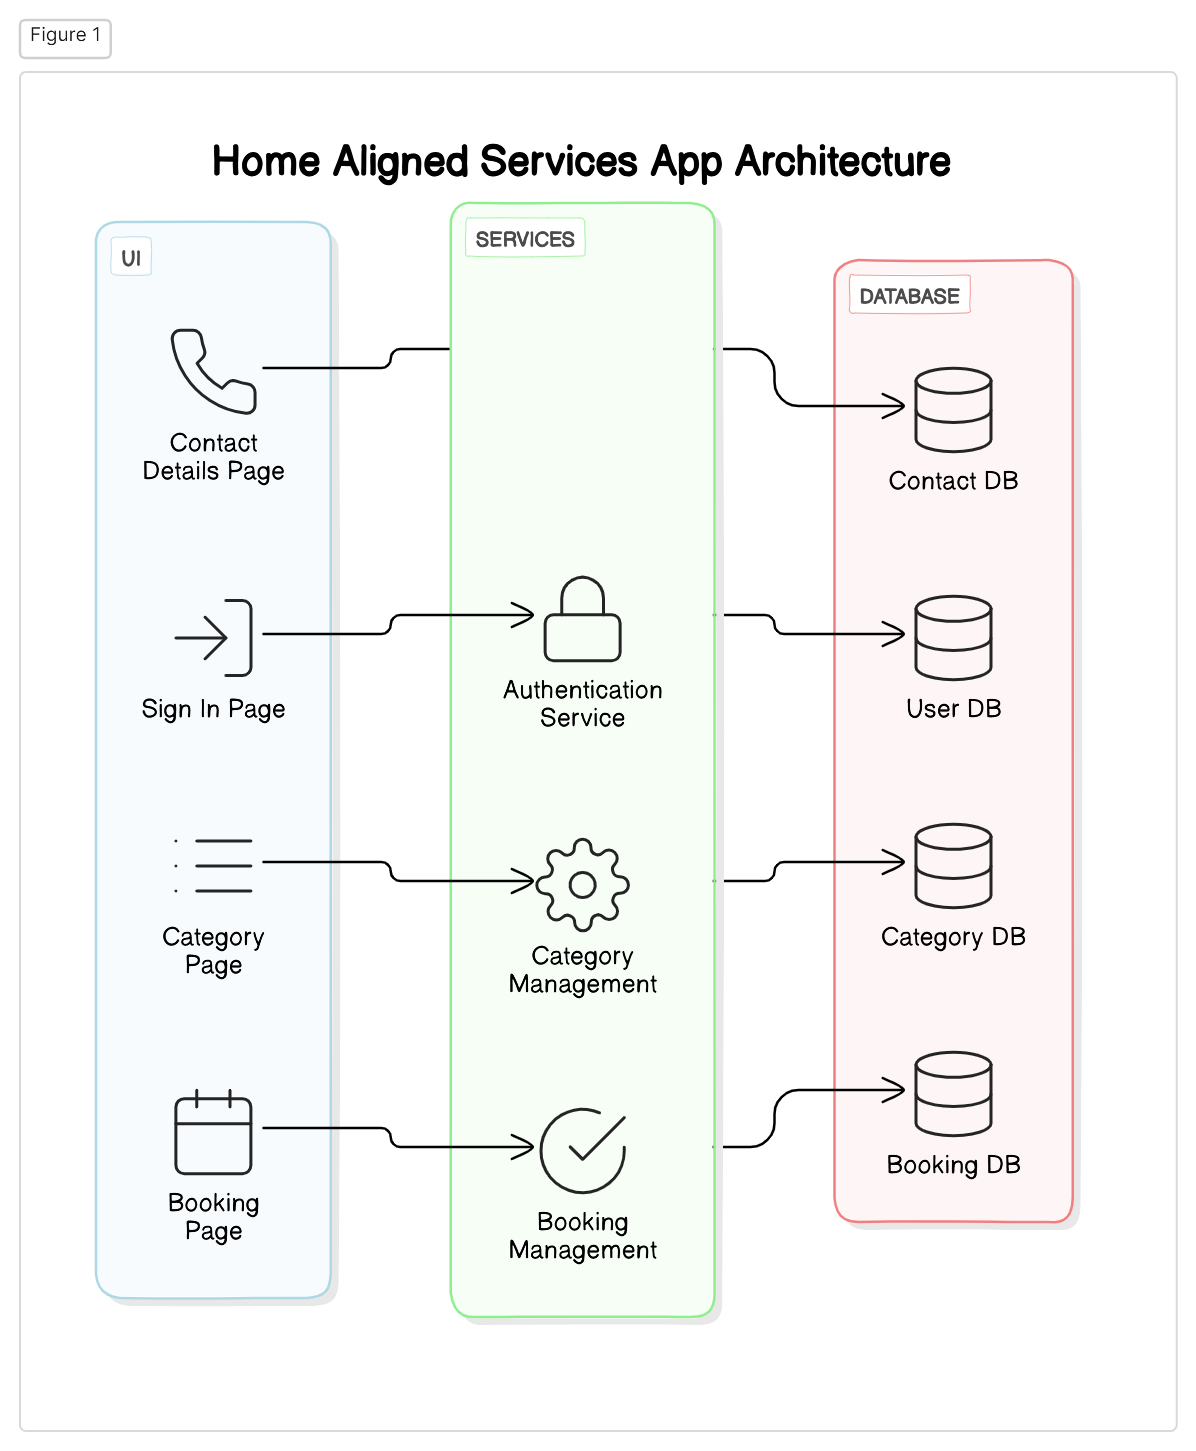 Figure 1
Home Aligned Services App Architecture
UI
SERVICES
DATABASE
Contact
Details Page
Contact DB
Sign In Page
Authentication
Service
User DB
Category
Page
Category
Management
Category DB
Booking
Page
Booking
Management
Booking DB